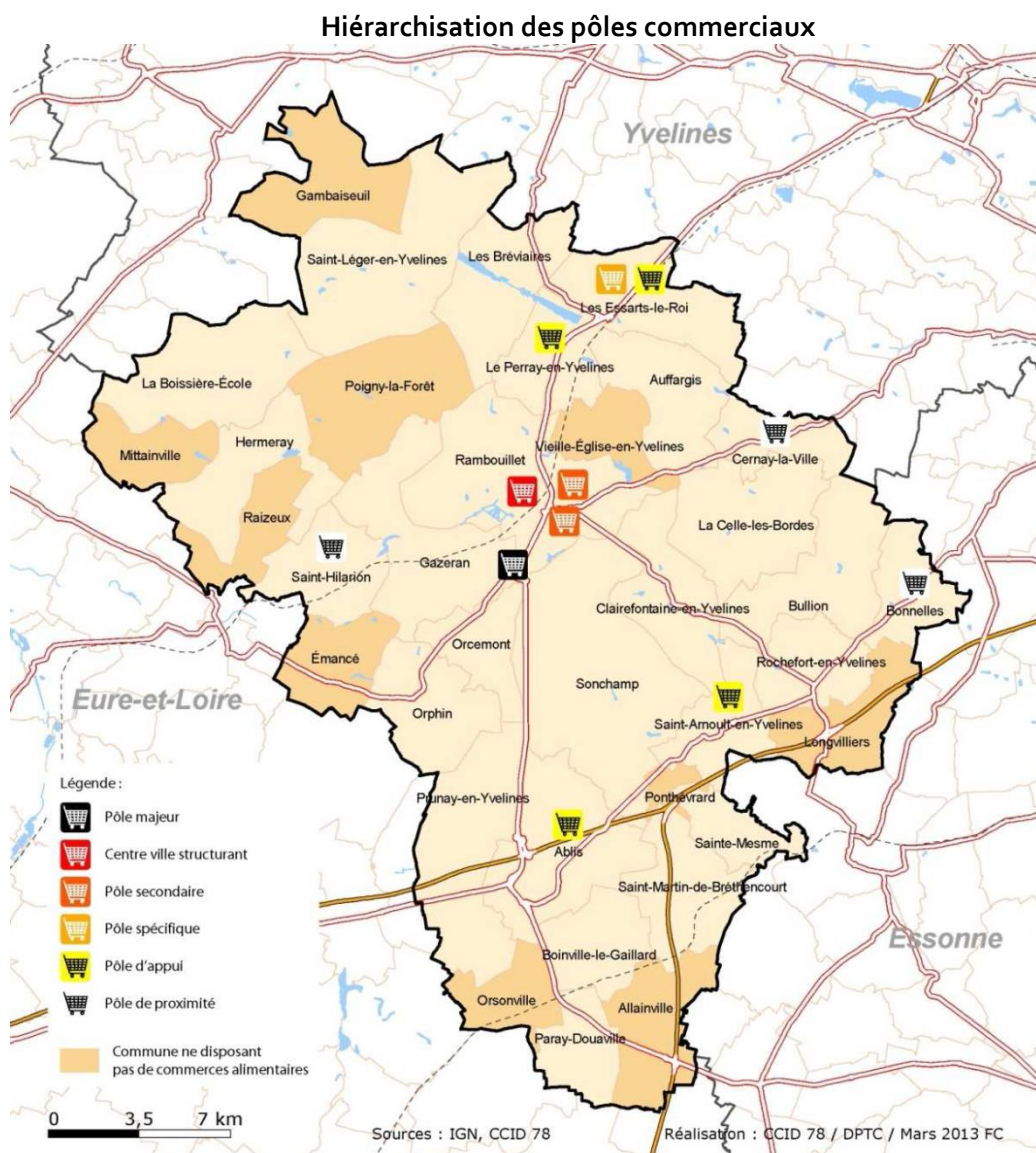 Hiérarchisation des pôles commerciaux
Yvelines
Gambaiseuil
Saint-Léger-en-Yvelines
Les Bréviaires
Les Essarts-le-Roi
Le Perray-en-Yvelines
La Boissière-École
Poigny-la-Forêt
Auffargis
Mittainville
Hermeray
Rambouillet
Vieille-Église-en-Yvelines
Cernay-la-Ville
Raizeux
La Celle-les-Bordes
Saint-Hilarion
Gazeran
Clairefontaine-en-Yvelines
Bullion
Bonnelles
Orcemont
Émancé
Rochefort-en-Yvelines
Sonchamp
Eure-et-Loire
Orphin
Saint-Arnoult-en-Yvelines
Longvilliers
Légende :
Pôle majeur
Centre ville structurant
Pôle secondaire
Pôle spécifique
Pôle d'appui
Pôle de proximité
Commune ne disposant
pas de commerces alimentaires
Prunay-en-Yvelines
Ponthévrard
Ablis
Sainte-Mesme
Saint-Martin-de-Bréthencourt
Essonne
Boinville-le-Gaillard
Orsonville
Allainville
Paray-Douaville
0 3,5 7 km
Sources : IGN, CCID 78
Réalisation : CCID 78 / DPTC / Mars 2013 FC